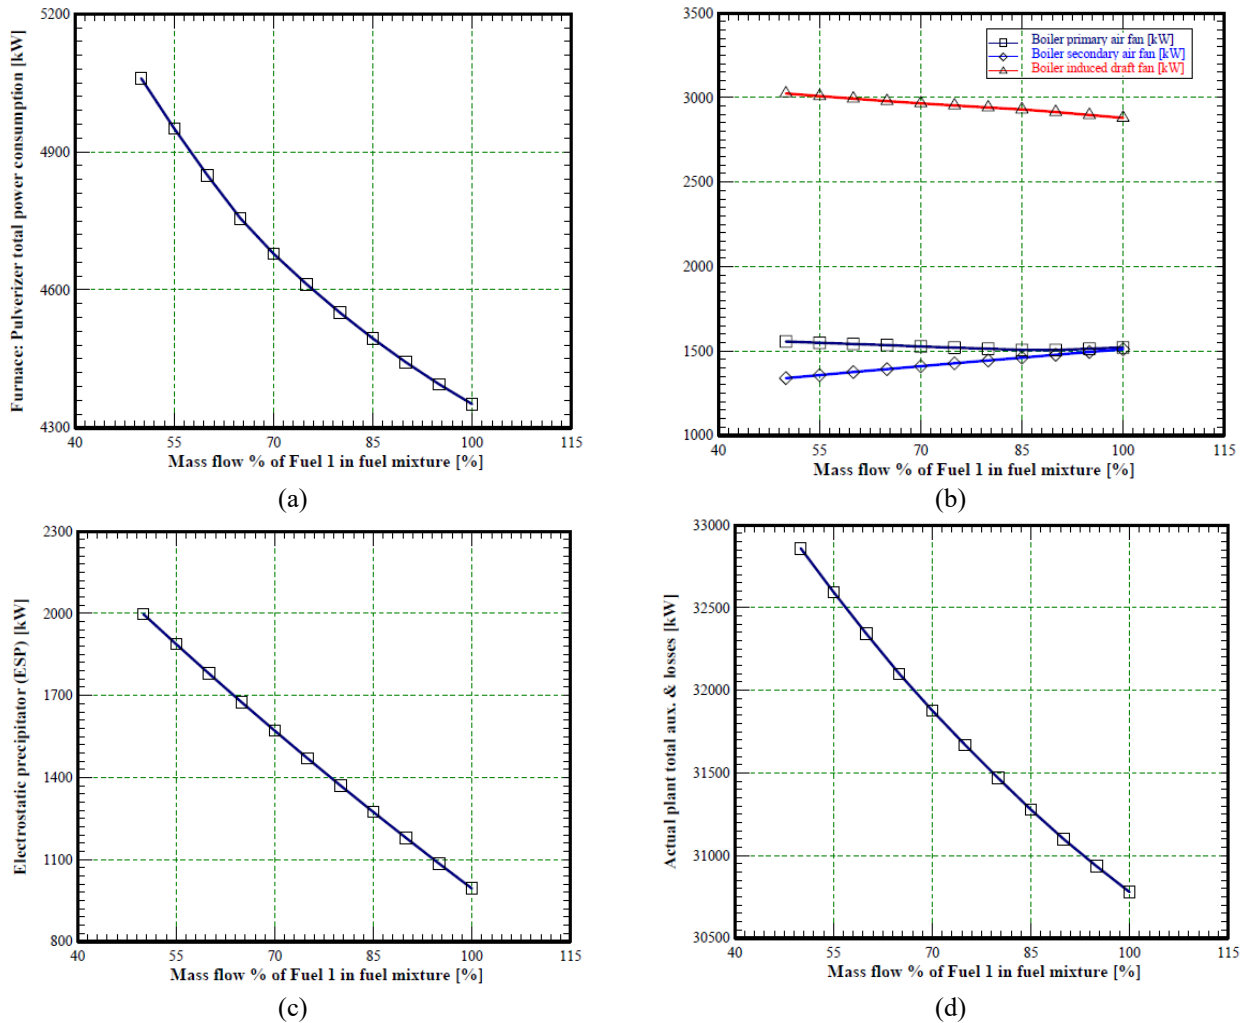 5200
4900
4600
4300
40 55 70 85 100 115
Furnace: Pulverizer total power consumption [kW]
Mass flow % of Fuel 1 in fuel mixture [%]
(a)
3500
3000
2500
2000
1500
1000
40 55 70 85 100 115
Boiler primary air fan [kW]
Boiler secondary air fan [kW]
Boiler induced draft fan [kW]
Mass flow % of Fuel 1 in fuel mixture [%]
(b)
2300
2000
1700
1400
1100
800
40 55 70 85 100 115
Electrostatic precipitator (ESP) [kW]
Mass flow % of Fuel 1 in fuel mixture [%]
(c)
33000
32500
32000
31500
31000
30500
40 55 70 85 100 115
Actual plant total aux. & losses [kW]
Mass flow % of Fuel 1 in fuel mixture [%]
(d)